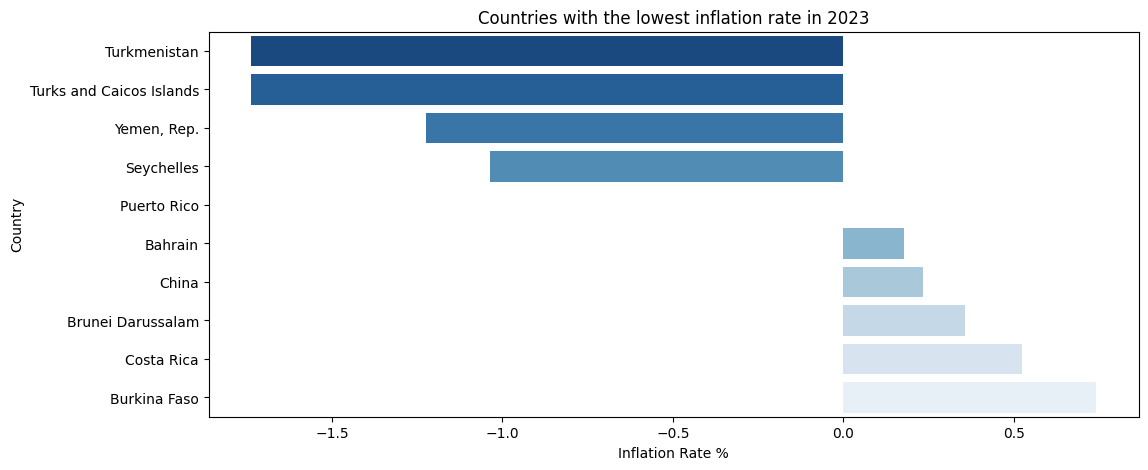 Countries with the lowest inflation rate in 2023
Turkmenistan
Turks and Caicos Islands
Yemen, Rep.
Seychelles
Puerto Rico
Bahrain
China
Brunei Darussalam
Costa Rica
Burkina Faso
Country
−1.5 −1.0 −0.5 0.0 0.5
Inflation Rate %